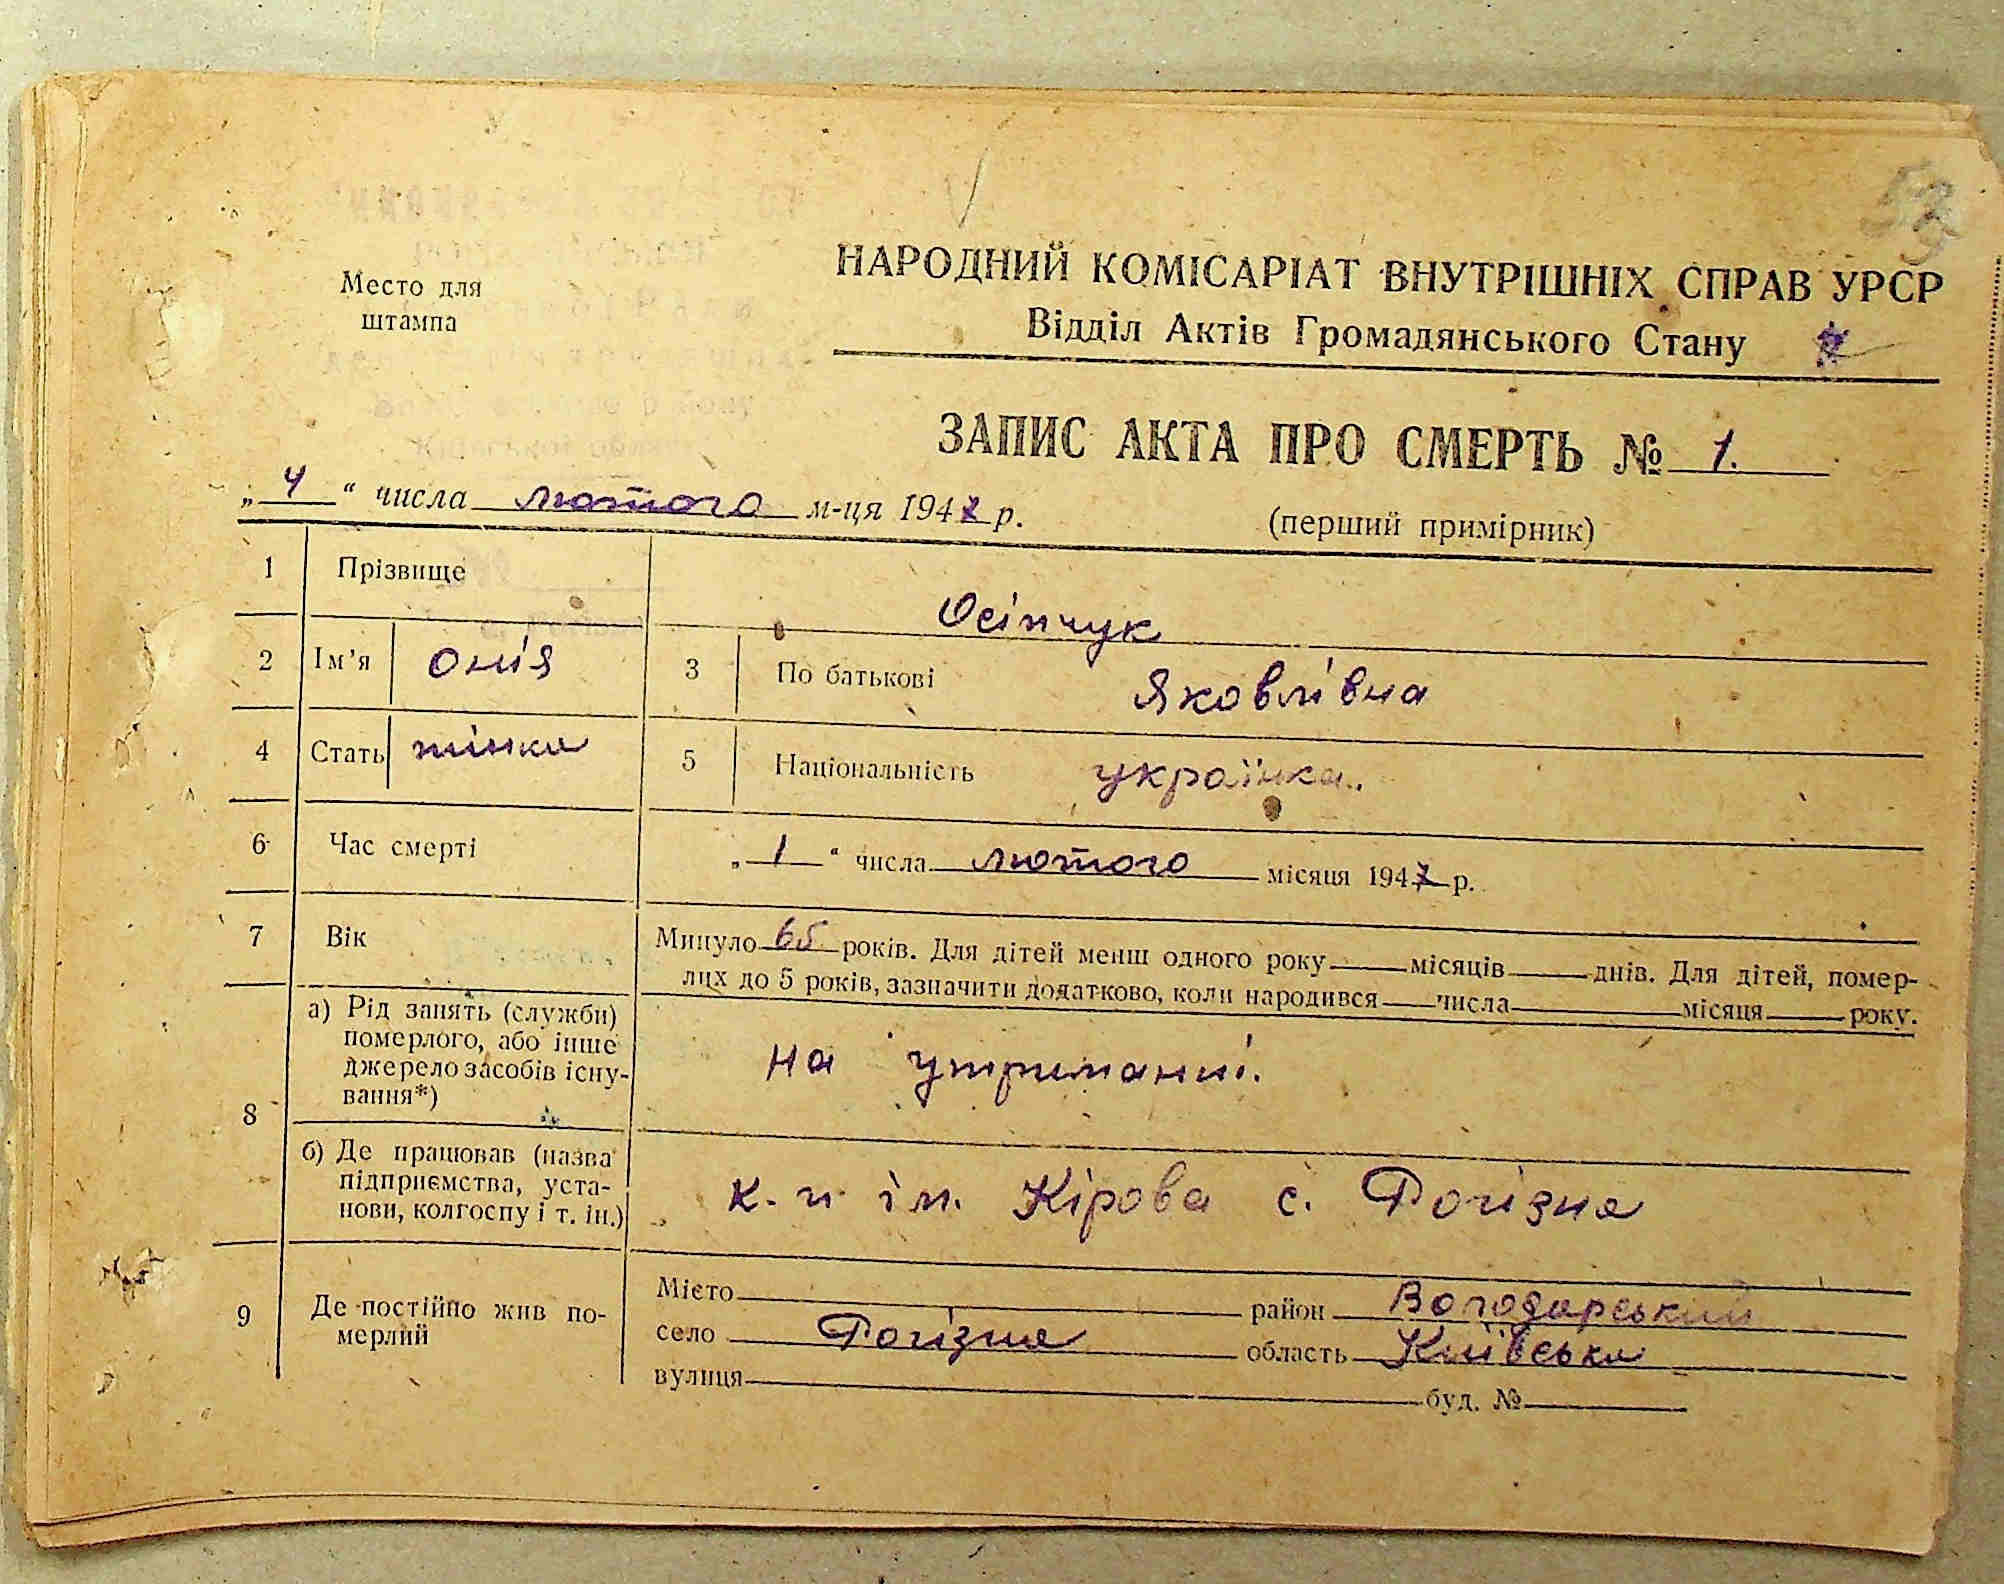 53
Место для
штампа
НАРОДНИЙ КОМІСАРІАТ ВНУТРІШНІХ СПРАВ УРСР
Відділ Актів Громадянського Стану
ЗАПИС АКТА ПРО СМЕРТЬ № 1.
„ 4 “ числа лютого м-ця 1947 р. (перший примірник)
1 Прізвище Осіпчук
2 Ім’я Онія 3 По батькові Яковлівна
4 Стать жінка 5 Національність українка.
6 Час смерті „ 1 “ числа лютого місяця 1947 р.
7 Вік Минуло 65 років. Для дітей менш одного року місяців днів. Для дітей, помер-
лих до 5 років, зазначити додатково, коли народився числа місяця року.
8 а) Рід занять (служби)
померлого, або інше
джерело засобів існу-
вання*)
на утриманні.
б) Де працював (назва
підприємства, уста-
нови, колгоспу і т. ін.)
к-п ім. Кірова с. Рогізна
9 Де постійно жив по-
мерлий
Місто район Володарський
село Рогізна область Київська
вулиця буд. №